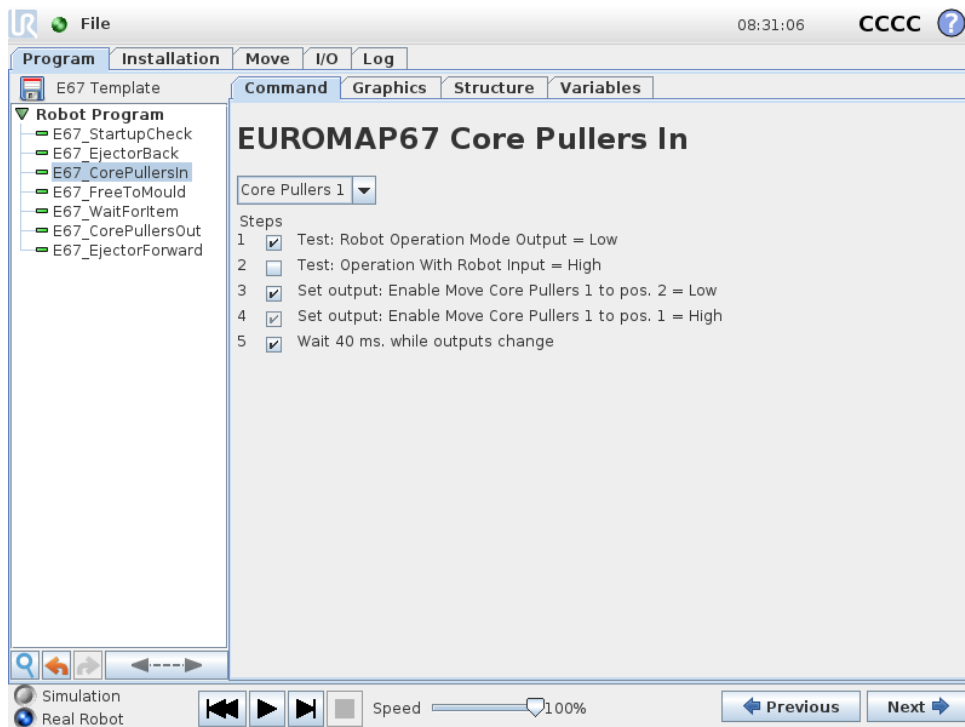 UR File 08:31:06 CCCC ?
Program Installation Move I/O Log
E67 Template
Command Graphics Structure Variables
Robot Program
E67_StartupCheck
E67_EjectorBack
E67_CorePullersIn
E67_FreeToMould
E67_WaitForItem
E67_CorePullersOut
E67_EjectorForward
EUROMAP67 Core Pullers In
Core Pullers 1
Steps
1 Test: Robot Operation Mode Output = Low
2 Test: Operation With Robot Input = High
3 Set output: Enable Move Core Pullers 1 to pos. 2 = Low
4 Set output: Enable Move Core Pullers 1 to pos. 1 = High
5 Wait 40 ms. while outputs change
Simulation
Real Robot
Speed 100%
Previous Next